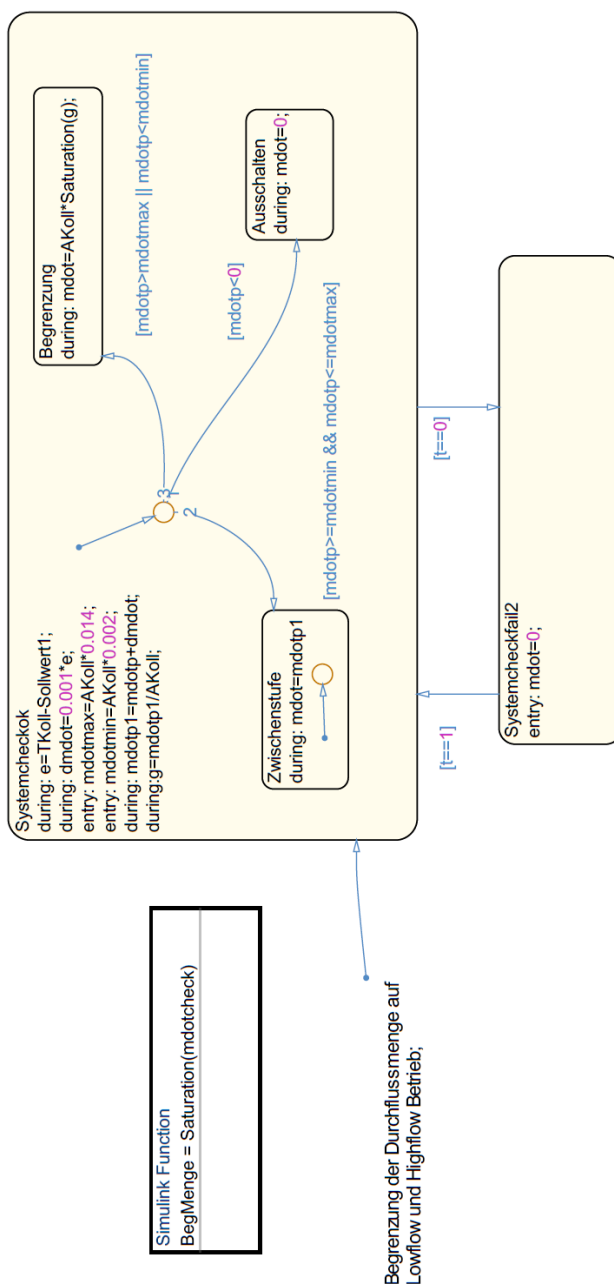 Systemcheckok
during: e=TKoll-Sollwert1;
during: dmdot=0.001*e;
entry: mdotmax=AKoll*0.014;
entry: mdotmin=AKoll*0.002;
during: mdotp1=mdotp+dmdot;
during:g=mdotp1/AKoll;
Begrenzung
during: mdot=AKoll*Saturation(g);
[mdotp>mdotmax || mdotp<mdotmin]
Ausschalten
during: mdot=0;
[mdotp<0]
3
1
2
[mdotp>=mdotmin && mdotp<=mdotmax]
Zwischenstufe
during: mdot=mdotp1
[t==0]
[t==1]
Systemcheckfail2
entry: mdot=0;
Simulink Function
BegMenge = Saturation(mdotcheck)
Begrenzung der Durchflussmenge auf
Lowflow und Highflow Betrieb;